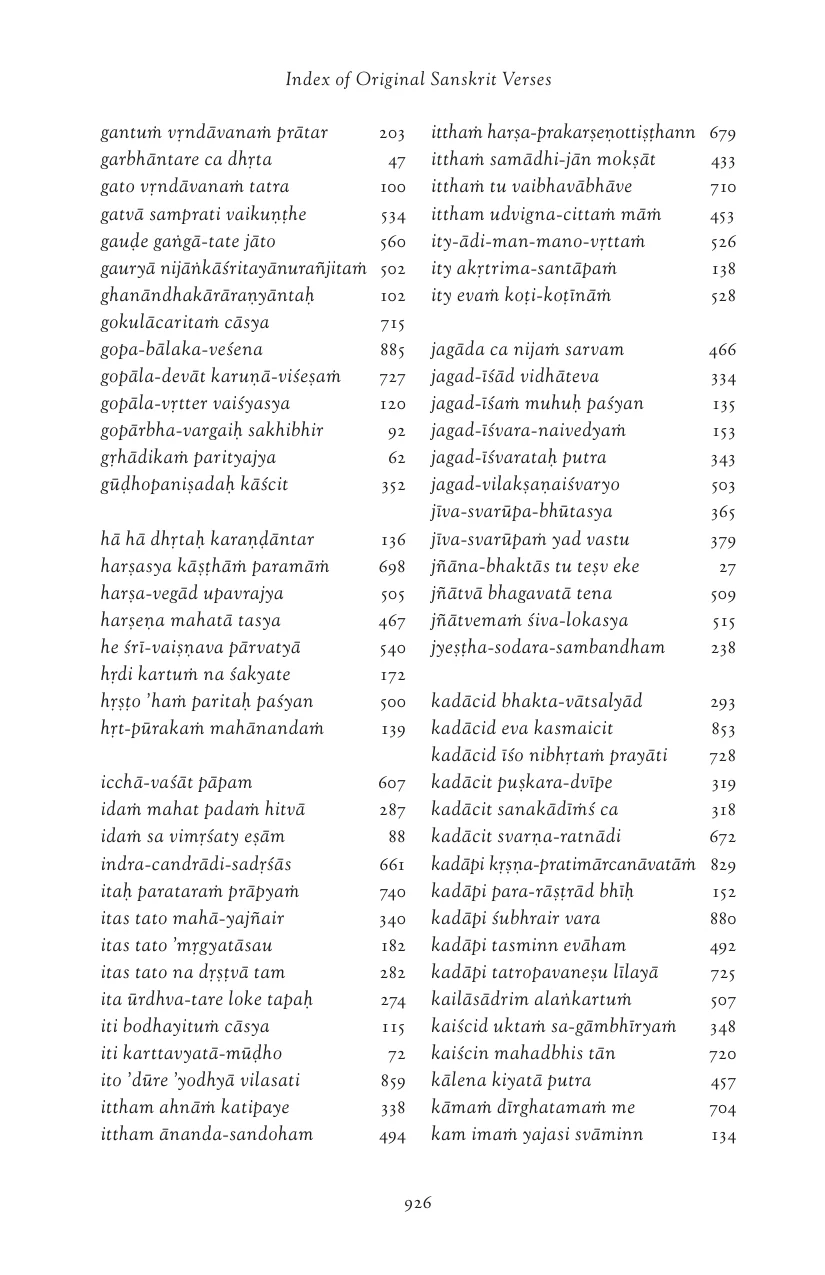 Index of Original Sanskrit Verses
gantuṁ vṛndāvanaṁ prātar 203
garbhāntare ca dhṛta 47
gato vṛndāvanaṁ tatra 100
gatvā samprati vaikuṇṭhe 534
gauḍe gaṅgā-tate jāto 560
gauryā nijāṅkāśritayānurañjitaṁ 502
ghanāndhakārāraṇyāntaḥ 102
gokulācaritaṁ cāsya 715
gopa-bālaka-veśena 885
gopāla-devāt karuṇā-viśeṣaṁ 727
gopāla-vṛtter vaiśyasya 120
gopārbha-vargaiḥ sakhibhir 92
gṛhādikaṁ parityajya 62
gūḍhopaniṣadaḥ kāścit 352
hā hā dhṛtaḥ karaṇḍāntar 136
harṣasya kāṣṭhāṁ paramāṁ 698
harṣa-vegād upavrajya 505
harṣeṇa mahatā tasya 467
he śrī-vaiṣṇava pārvatyā 540
hṛdi kartuṁ na śakyate 172
hṛṣṭo ’haṁ paritaḥ paśyan 500
hṛt-pūrakaṁ mahānandaṁ 139
icchā-vaśāt pāpam 607
idaṁ mahat padaṁ hitvā 287
idaṁ sa vimṛśaty eṣām 88
indra-candrādi-sadṛśās 661
itaḥ parataraṁ prāpyaṁ 740
itas tato mahā-yajñair 340
itas tato ’mṛgyatāsau 182
itas tato na dṛṣṭvā tam 282
ita ūrdhva-tare loke tapaḥ 274
iti bodhayituṁ cāsya 115
iti karttavyatā-mūḍho 72
ito ’dūre ’yodhyā vilasati 859
ittham ahnāṁ katipaye 338
ittham ānanda-sandoham 494
itthaṁ harṣa-prakarṣeṇottiṣṭhann 679
itthaṁ samādhi-jān mokṣāt 433
itthaṁ tu vaibhavābhāve 710
ittham udvigna-cittaṁ māṁ 453
ity-ādi-man-mano-vṛttaṁ 526
ity akṛtrima-santāpaṁ 138
ity evaṁ koṭi-koṭīnāṁ 528
jagāda ca nijaṁ sarvam 466
jagad-īśād vidhāteva 334
jagad-īśaṁ muhuḥ paśyan 135
jagad-īśvara-naivedyaṁ 153
jagad-īśvarataḥ putra 343
jagad-vilakṣaṇaiśvaryo 503
jīva-svarūpa-bhūtasya 365
jīva-svarūpaṁ yad vastu 379
jñāna-bhaktās tu teṣv eke 27
jñātvā bhagavatā tena 509
jñātvemaṁ śiva-lokasya 515
jyeṣṭha-sodara-sambandham 238
kadācid bhakta-vātsalyād 293
kadācid eva kasmaicit 853
kadācid īśo nibhṛtaṁ prayāti 728
kadācit puṣkara-dvīpe 319
kadācit sanakādīṁś ca 318
kadācit svarṇa-ratnādi 672
kadāpi kṛṣṇa-pratimārcanāvatāṁ 829
kadāpi para-rāṣṭrād bhīḥ 152
kadāpi śubhrair vara 880
kadāpi tasminn evāham 492
kadāpi tatropavaneṣu līlayā 725
kailāsādrim alaṅkartuṁ 507
kaiścid uktaṁ sa-gāmbhīryaṁ 348
kaiścin mahadbhis tān 720
kālena kiyatā putra 457
kāmaṁ dīrghatamaṁ me 704
kam imaṁ yajasi svāminn 134
926